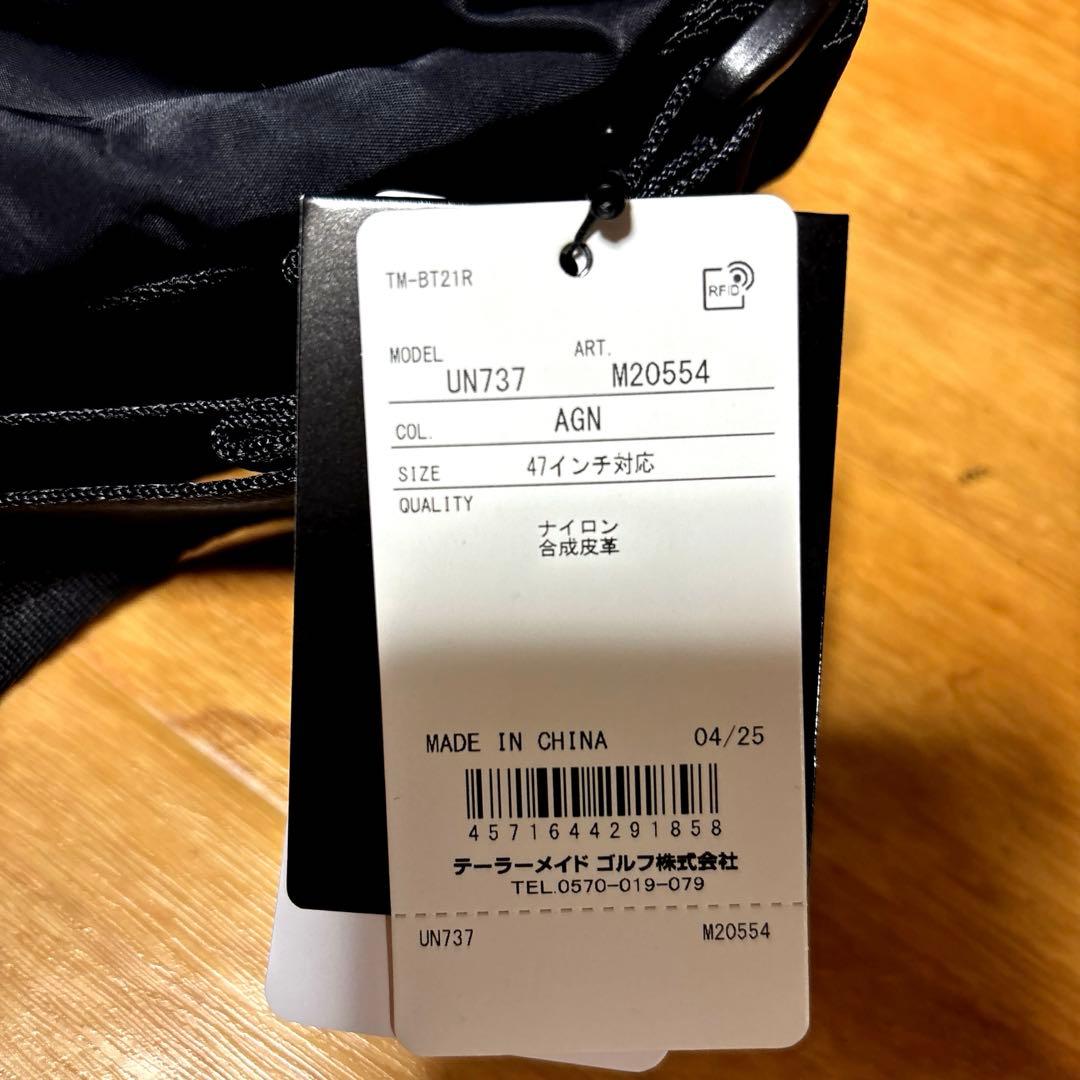 TM-BT21R
RFID
MODEL UN737 ART. M20554
COL. AGN
SIZE 47インチ対応
QUALITY
ナイロン
合成皮革
MADE IN CHINA 04/25
4571644291858
テーラーメイド ゴルフ株式会社
TEL.0570-019-079
UN737 M20554